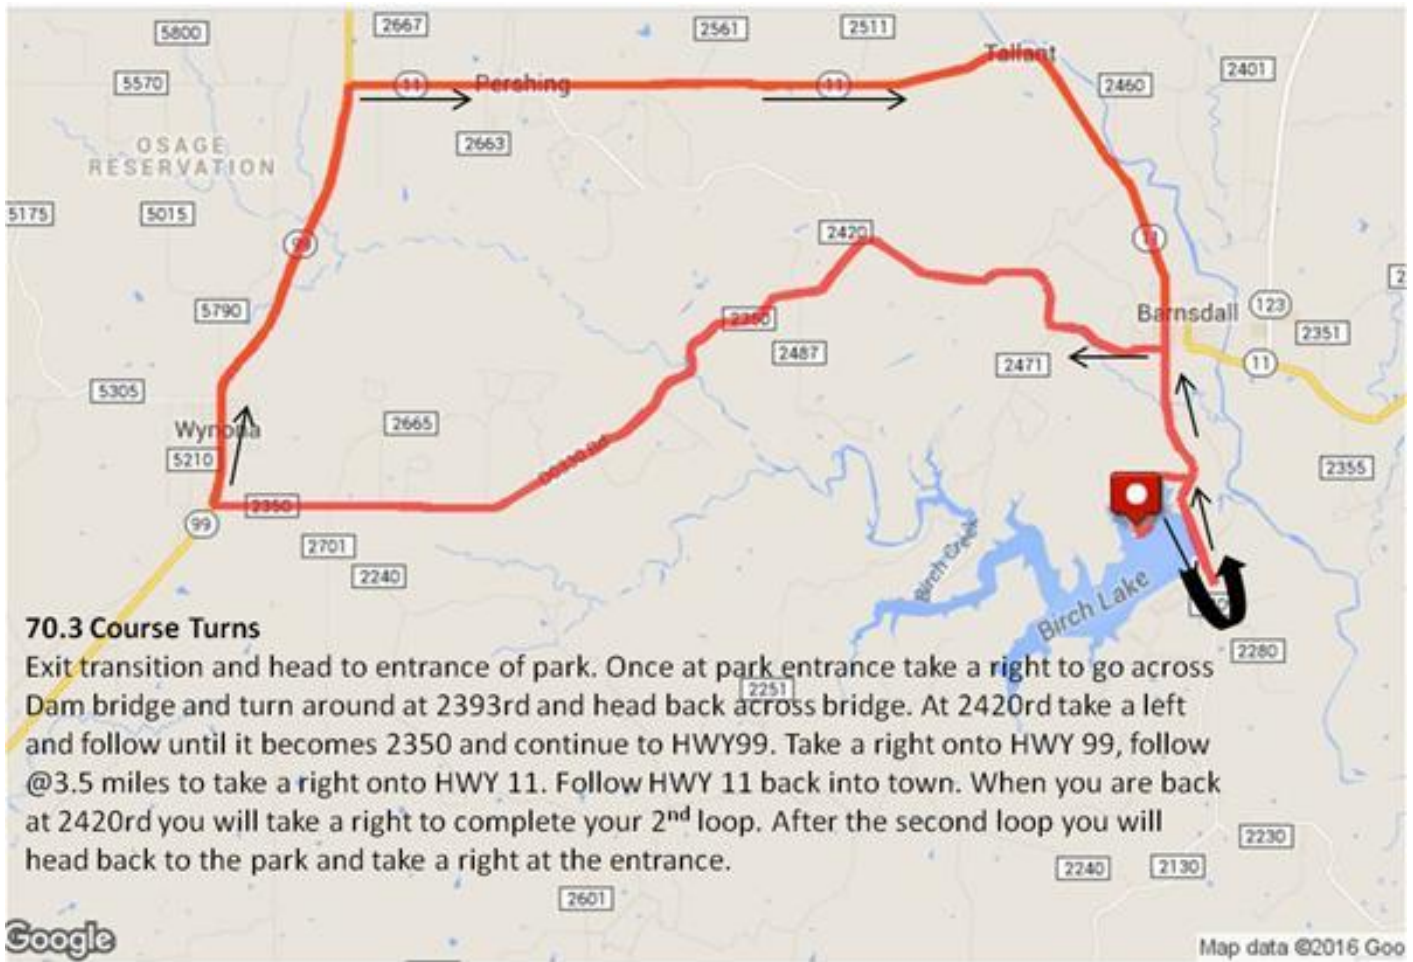 5800
2667
2561
2511
Tallant
2401
5570
11
Pershing
11
2460
OSAGE
RESERVATION
2663
5175
5015
99
2420
11
5790
2350
Barnsdall
123
2351
2487
2471
11
5305
Wynona
2665
5210
2355
2350
99
2701
2240
Birch Creek
Birch Lake
2280
70.3 Course Turns
Exit transition and head to entrance of park. Once at park entrance take a right to go across
2251
Dam bridge and turn around at 2393rd and head back across bridge. At 2420rd take a left
and follow until it becomes 2350 and continue to HWY99. Take a right onto HWY 99, follow
@3.5 miles to take a right onto HWY 11. Follow HWY 11 back into town. When you are back
at 2420rd you will take a right to complete your 2nd loop. After the second loop you will
head back to the park and take a right at the entrance.
2230
2240
2130
2601
Google
Map data ©2016 Goo